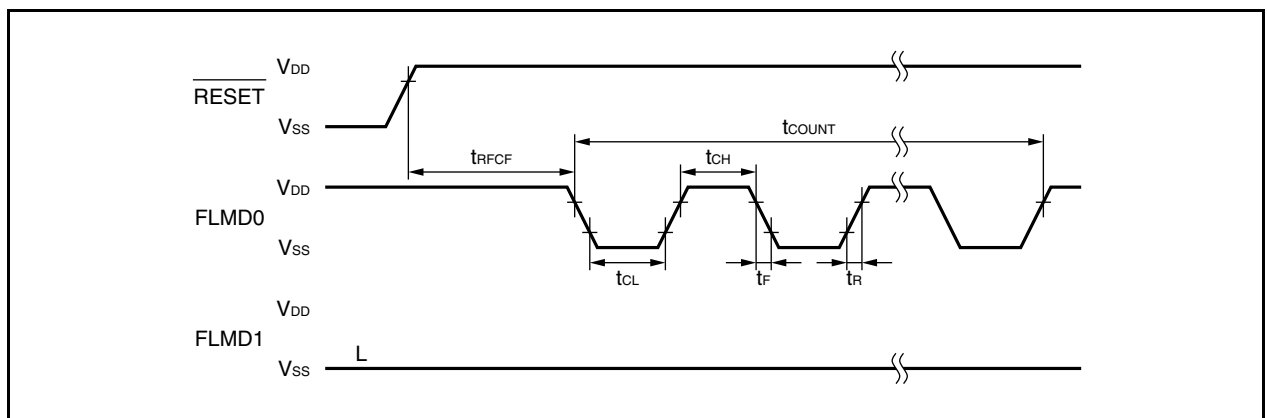 VDD
RESET
VSS
tCOUNT
tRFCF
tCH
VDD
FLMD0
VSS
tCL
tF
tR
VDD
FLMD1
L
VSS